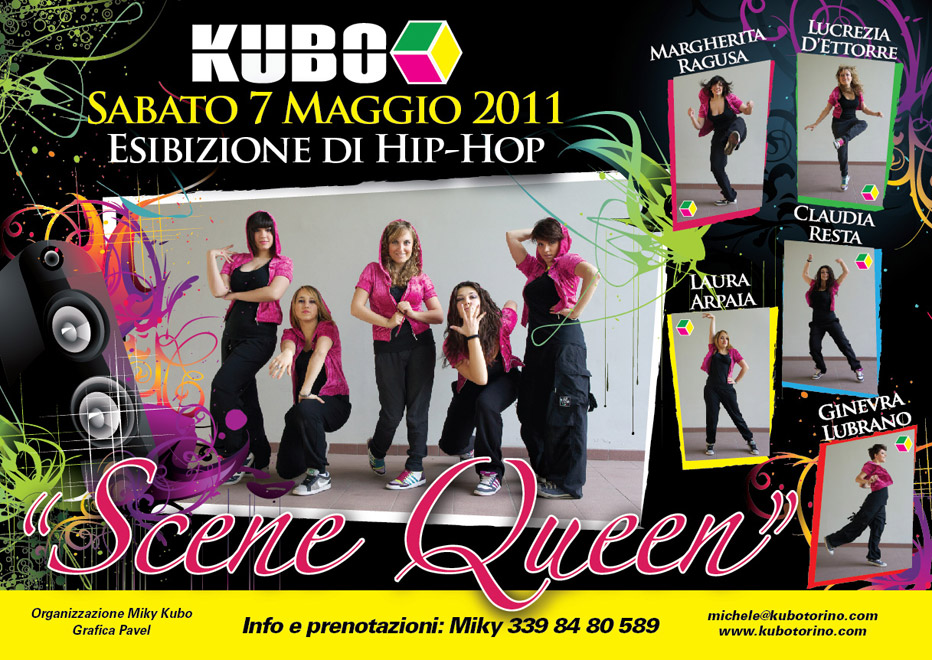 KUBO
SABATO 7 MAGGIO 2011
ESIBIZIONE DI HIP-HOP
MARGHERITA
RAGUSA
LUCREZIA
D'ETTORRE
CLAUDIA
RESTA
LAURA
ARPAIA
GINEVRA
LUBRANO
"Scene Queen"
Organizzazione Miky Kubo
Grafica Pavel
Info e prenotazioni: Miky 339 84 80 589
michele@kubotorino.com
www.kubotorino.com